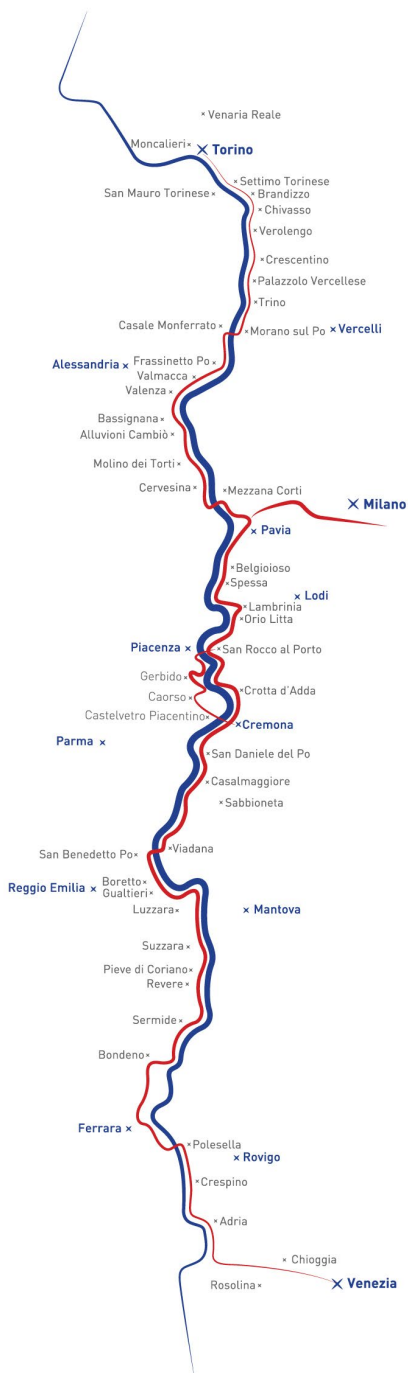 Venaria Reale
Moncalieri
Torino
Settimo Torinese
San Mauro Torinese
Brandizzo
Chivasso
Verolengo
Crescentino
Palazzolo Vercellese
Trino
Casale Monferrato
Morano sul Po
Vercelli
Alessandria
Frassinetto Po
Valmacca
Valenza
Bassignana
Alluvioni Cambiò
Molino dei Torti
Cervesina
Mezzana Corti
Milano
Pavia
Belgioioso
Spessa
Lodi
Lambrinia
Orio Litta
Piacenza
San Rocco al Porto
Gerbido
Crotta d'Adda
Caorso
Castelvetro Piacentino
Cremona
Parma
San Daniele del Po
Casalmaggiore
Sabbioneta
Viadana
San Benedetto Po
Boretto
Reggio Emilia
Gualtieri
Luzzara
Mantova
Suzzara
Pieve di Coriano
Revere
Sermide
Bondeno
Ferrara
Polesella
Rovigo
Crespino
Adria
Chioggia
Rosolina
Venezia